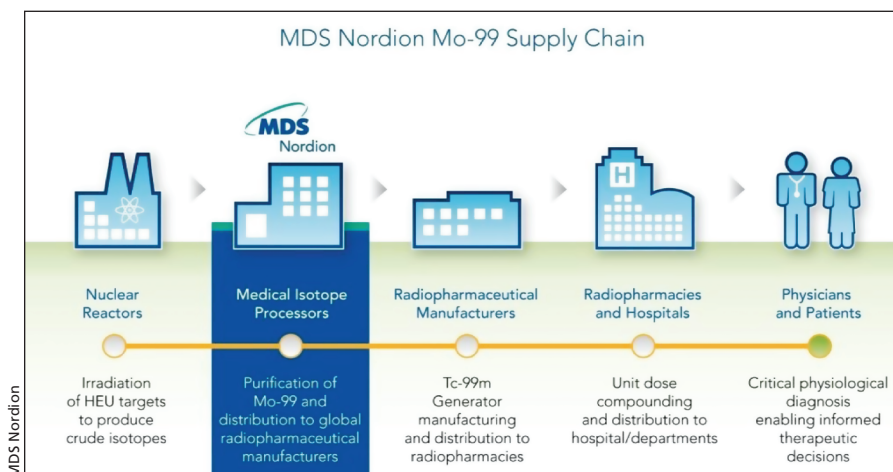 MDS Nordion Mo-99 Supply Chain
MDS
Nordion
H
Nuclear
Reactors
Irradiation
of HEU targets
to produce
crude isotopes
Medical Isotope
Processors
Purification of
Mo-99 and
distribution to global
radiopharmaceutical
manufacturers
Radiopharmaceutical
Manufacturers
Tc-99m
Generator
manufacturing
and distribution to
radiopharmacies
Radiopharmacies
and Hospitals
Unit dose
compounding
and distribution to
hospital/departments
Physicians
and Patients
Critical physiological
diagnosis
enabling informed
therapeutic
decisions
MDS Nordion